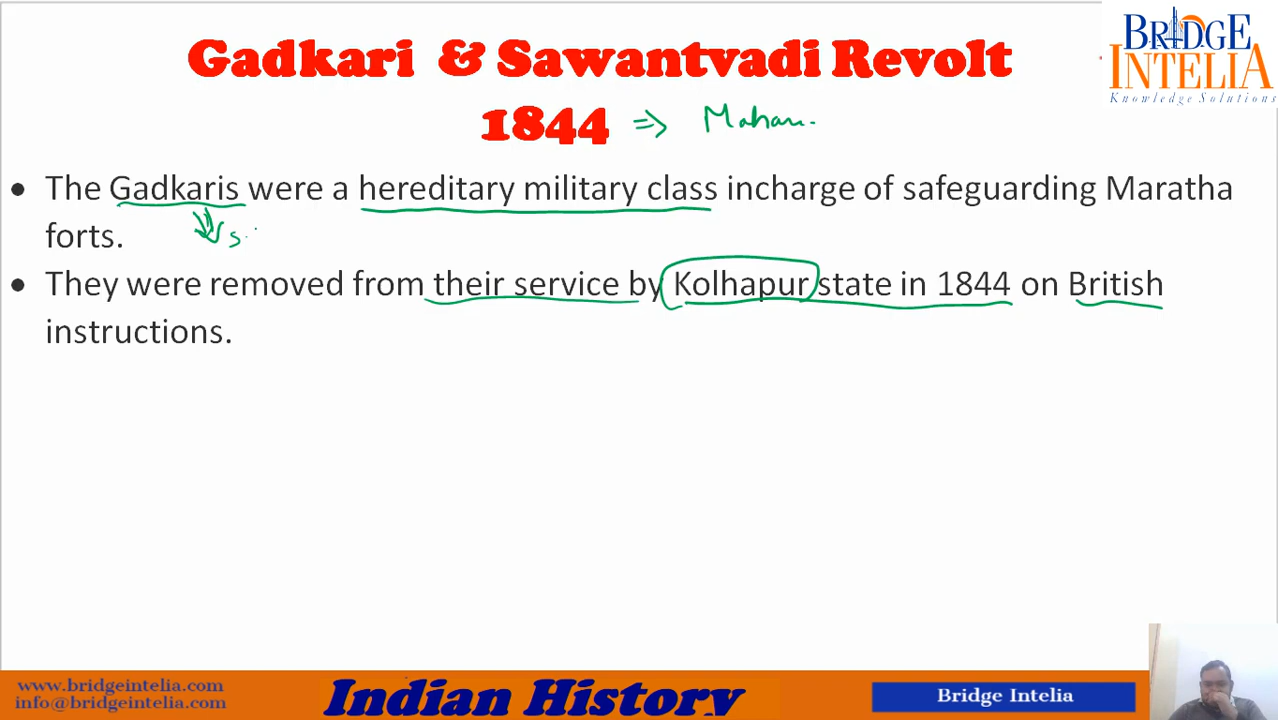 BRIDGE
INTELIA
Knowledge Solutions
Gadkari & Sawantvadi Revolt
1844 => Mahar.
• The Gadkaris were a hereditary military class incharge of safeguarding Maratha
forts.
• They were removed from their service by Kolhapur state in 1844 on British
instructions.
www.bridgeintelia.com
info@bridgeintelia.com
Indian History
Bridge Intelia